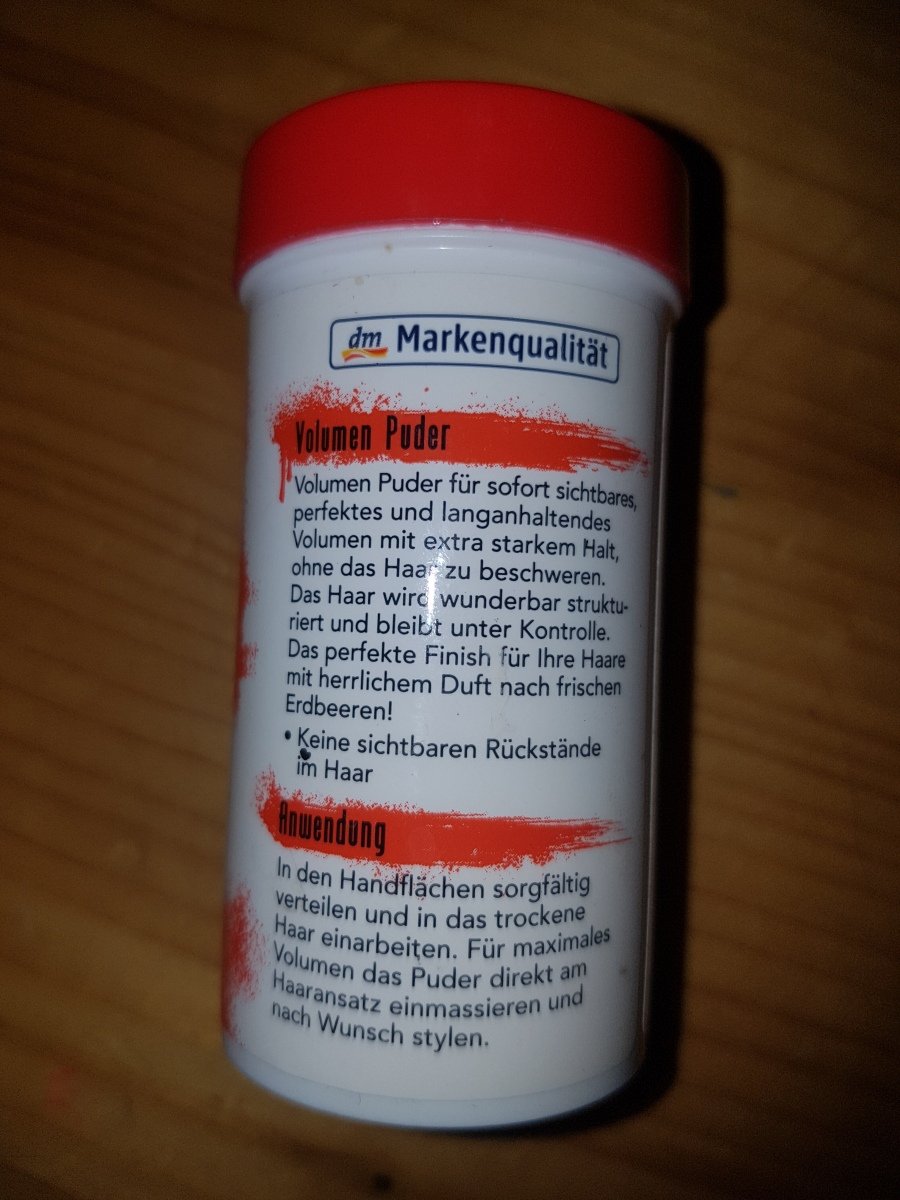 dm Markenqualität
Volumen Puder
Volumen Puder für sofort sichtbares,
perfektes und langanhaltendes
Volumen mit extra starkem Halt,
ohne das Haar zu beschweren.
Das Haar wird wunderbar struktu-
riert und bleibt unter Kontrolle.
Das perfekte Finish für Ihre Haare
mit herrlichem Duft nach frischen
Erdbeeren!
• Keine sichtbaren Rückstände
im Haar
Anwendung
In den Handflächen sorgfältig
verteilen und in das trockene
Haar einarbeiten. Für maximales
Volumen das Puder direkt am
Haaransatz einmassieren und
nach Wunsch stylen.